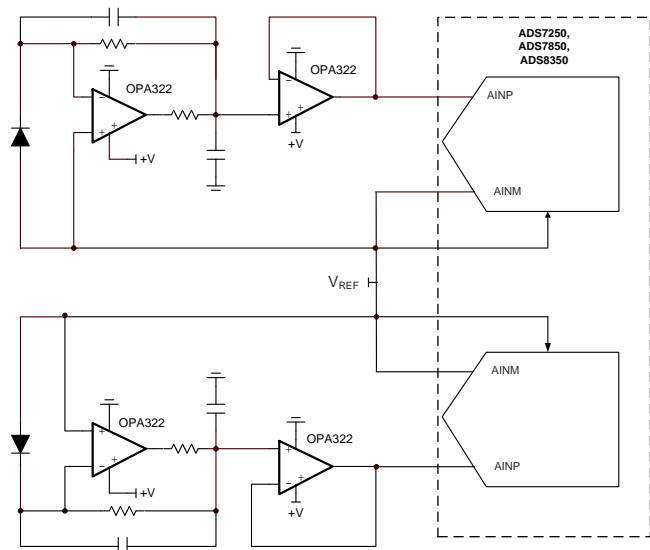 ADS7250,
ADS7850,
ADS8350
OPA322
OPA322
AINP
+V
+V
AINM
VREF
AINM
OPA322
OPA322
AINP
+V
+V